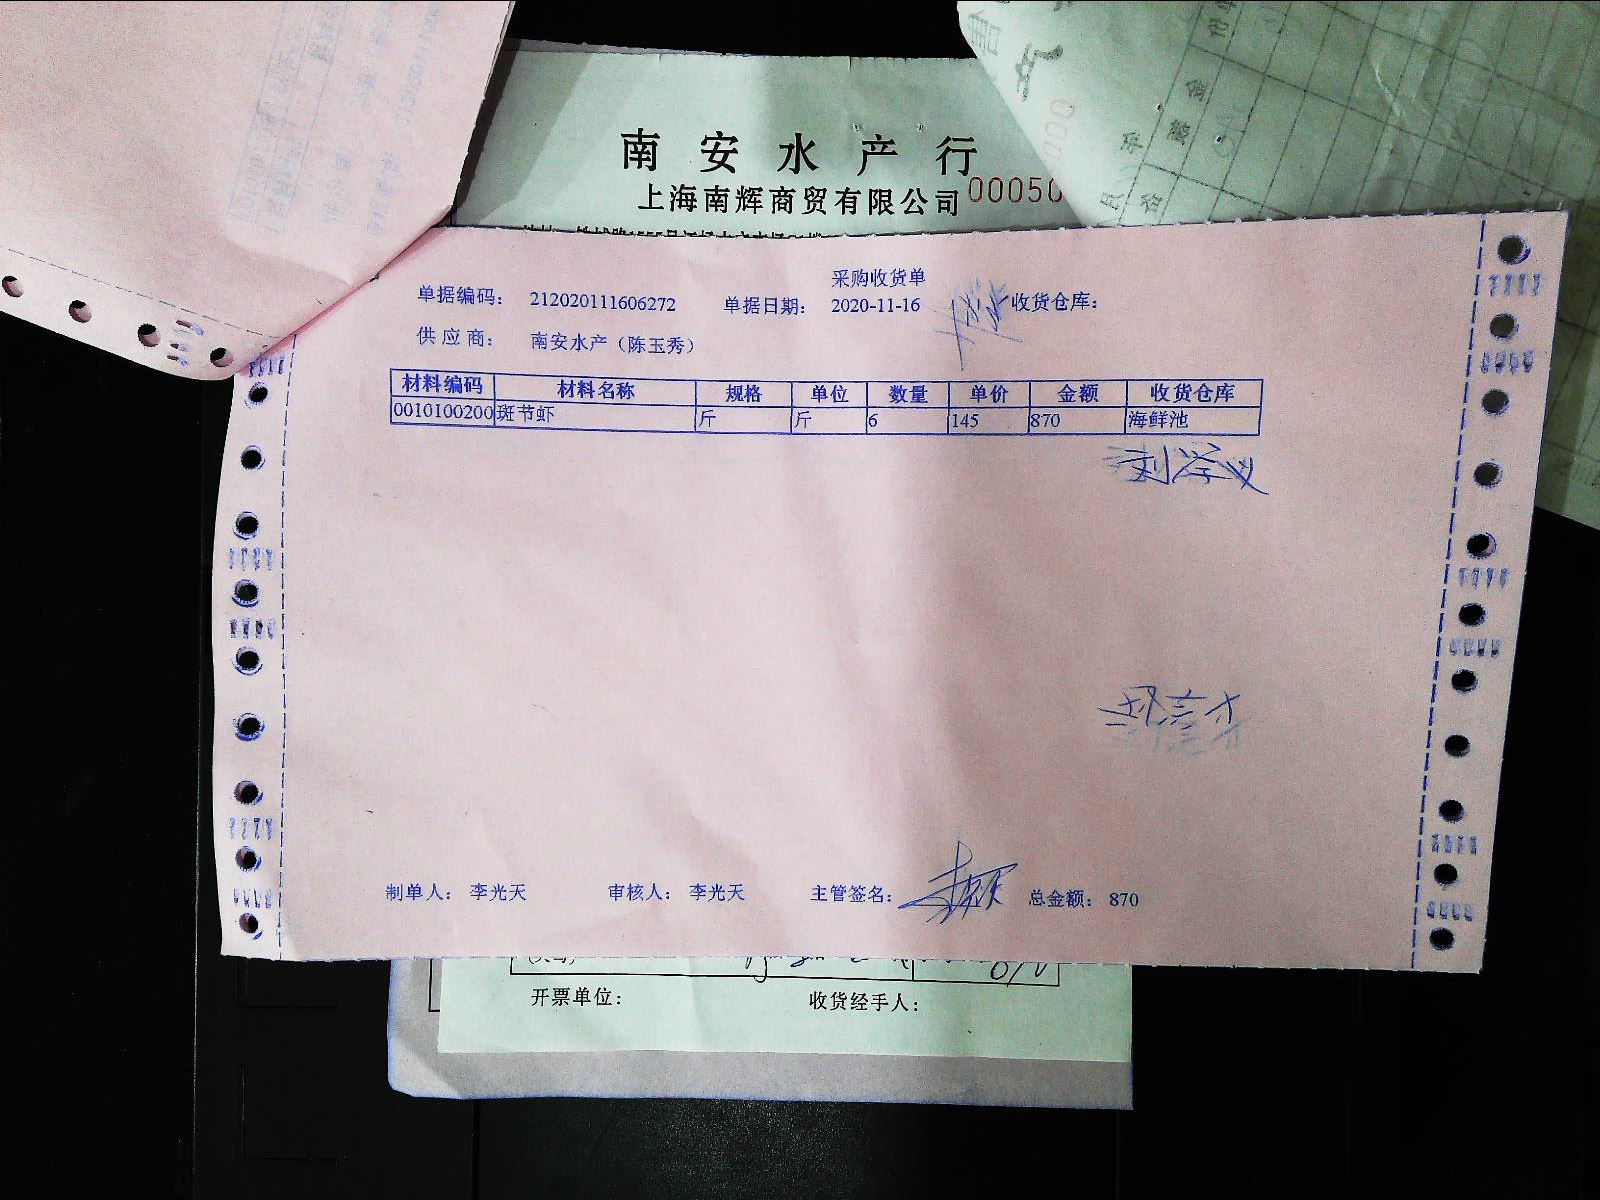 南安水产行
上海南辉商贸有限公司 00050
采购收货单
单据编码： 212020111606272 单据日期： 2020-11-16 收货仓库：
供应商： 南安水产（陈玉秀）
材料编码 材料名称 规格 单位 数量 单价 金额 收货仓库
0010100200 斑节虾 斤 斤 6 145 870 海鲜池
刘学义
制单人： 李光天 审核人： 李光天 主管签名： 总金额： 870
开票单位： 收货经手人：